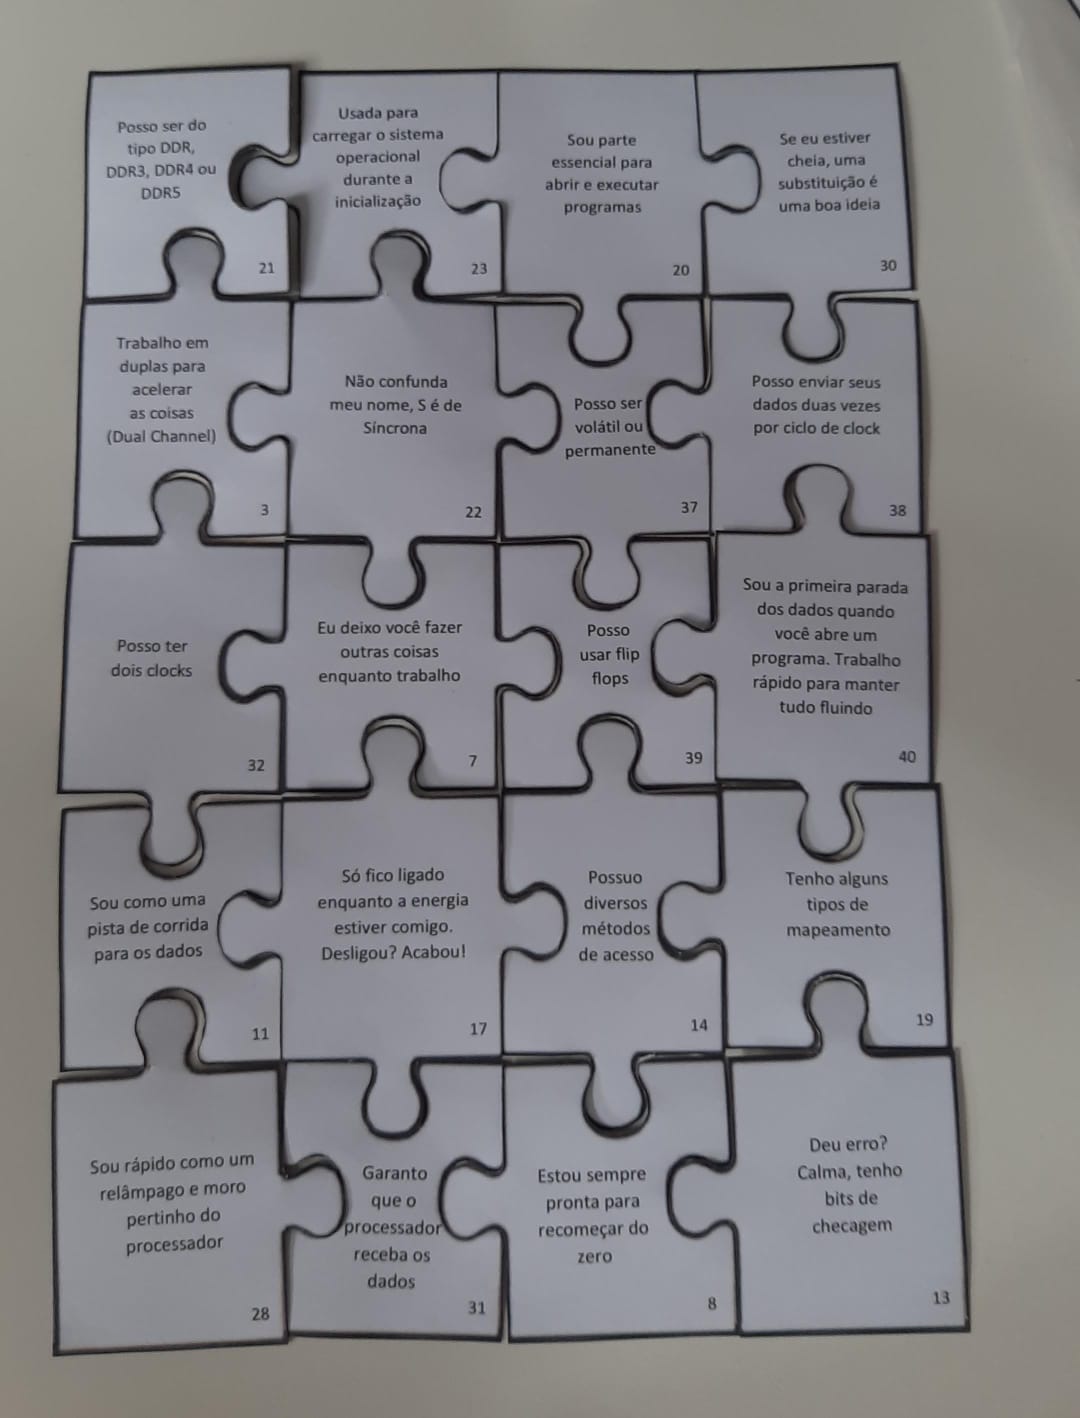 Posso ser do
tipo DDR,
DDR3, DDR4 ou
DDR5
21
Usada para
carregar o sistema
operacional
durante a
inicialização
23
Sou parte
essencial para
abrir e executar
programas
20
Se eu estiver
cheia, uma
substituição é
uma boa ideia
30
Trabalho em
duplas para
acelerar
as coisas
(Dual Channel)
3
Não confunda
meu nome, S é de
Síncrona
22
Posso ser
volátil ou
permanente
37
Posso enviar seus
dados duas vezes
por ciclo de clock
38
Posso ter
dois clocks
32
Eu deixo você fazer
outras coisas
enquanto trabalho
7
Posso
usar flip
flops
39
Sou a primeira parada
dos dados quando
você abre um
programa. Trabalho
rápido para manter
tudo fluindo
40
Sou como uma
pista de corrida
para os dados
11
Só fico ligado
enquanto a energia
estiver comigo.
Desligou? Acabou!
17
Possuo
diversos
métodos
de acesso
14
Tenho alguns
tipos de
mapeamento
19
Sou rápido como um
relâmpago e moro
pertinho do
processador
28
Garanto
que o
processador
receba os
dados
31
Estou sempre
pronta para
recomeçar do
zero
8
Deu erro?
Calma, tenho
bits de
checagem
13